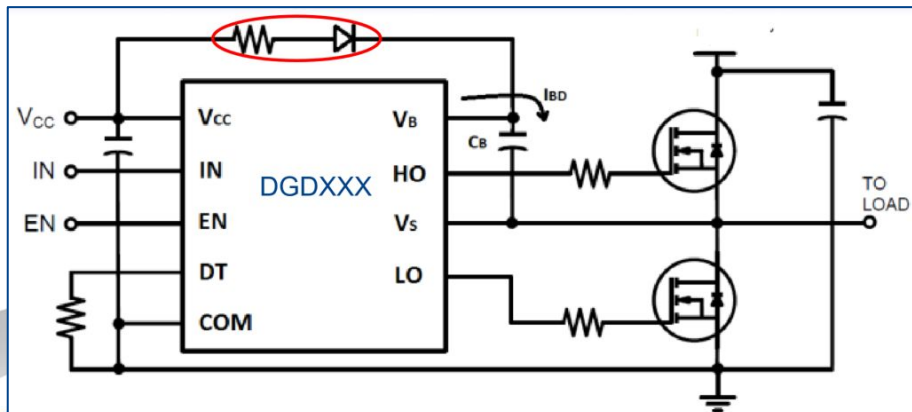 IBD
VCC
VCC
VB
CB
IN
IN
DGDXXX
HO
TO
LOAD
EN
EN
VS
DT
LO
COM